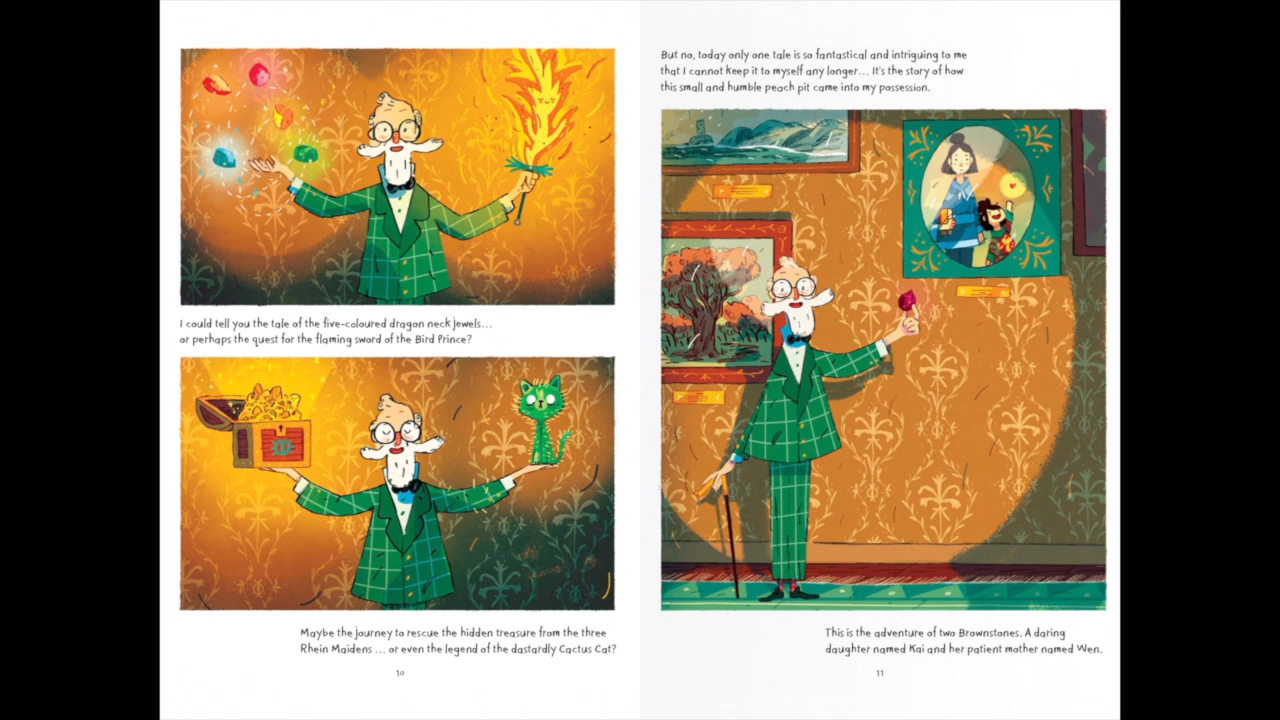 I could tell you the tale of the five-coloured dragon neck jewels...
or perhaps the quest for the flaming sword of the Bird Prince?
Maybe the journey to rescue the hidden treasure from the three
Rhein Maidens ... or even the legend of the dastardly Cactus Cat?
10
But no, today only one tale is so fantastical and intriguing to me
that I cannot keep it to myself any longer... It's the story of how
this small and humble peach pit came into my possession.
This is the adventure of two Brownstones. A daring
daughter named Kai and her patient mother named Wen.
11